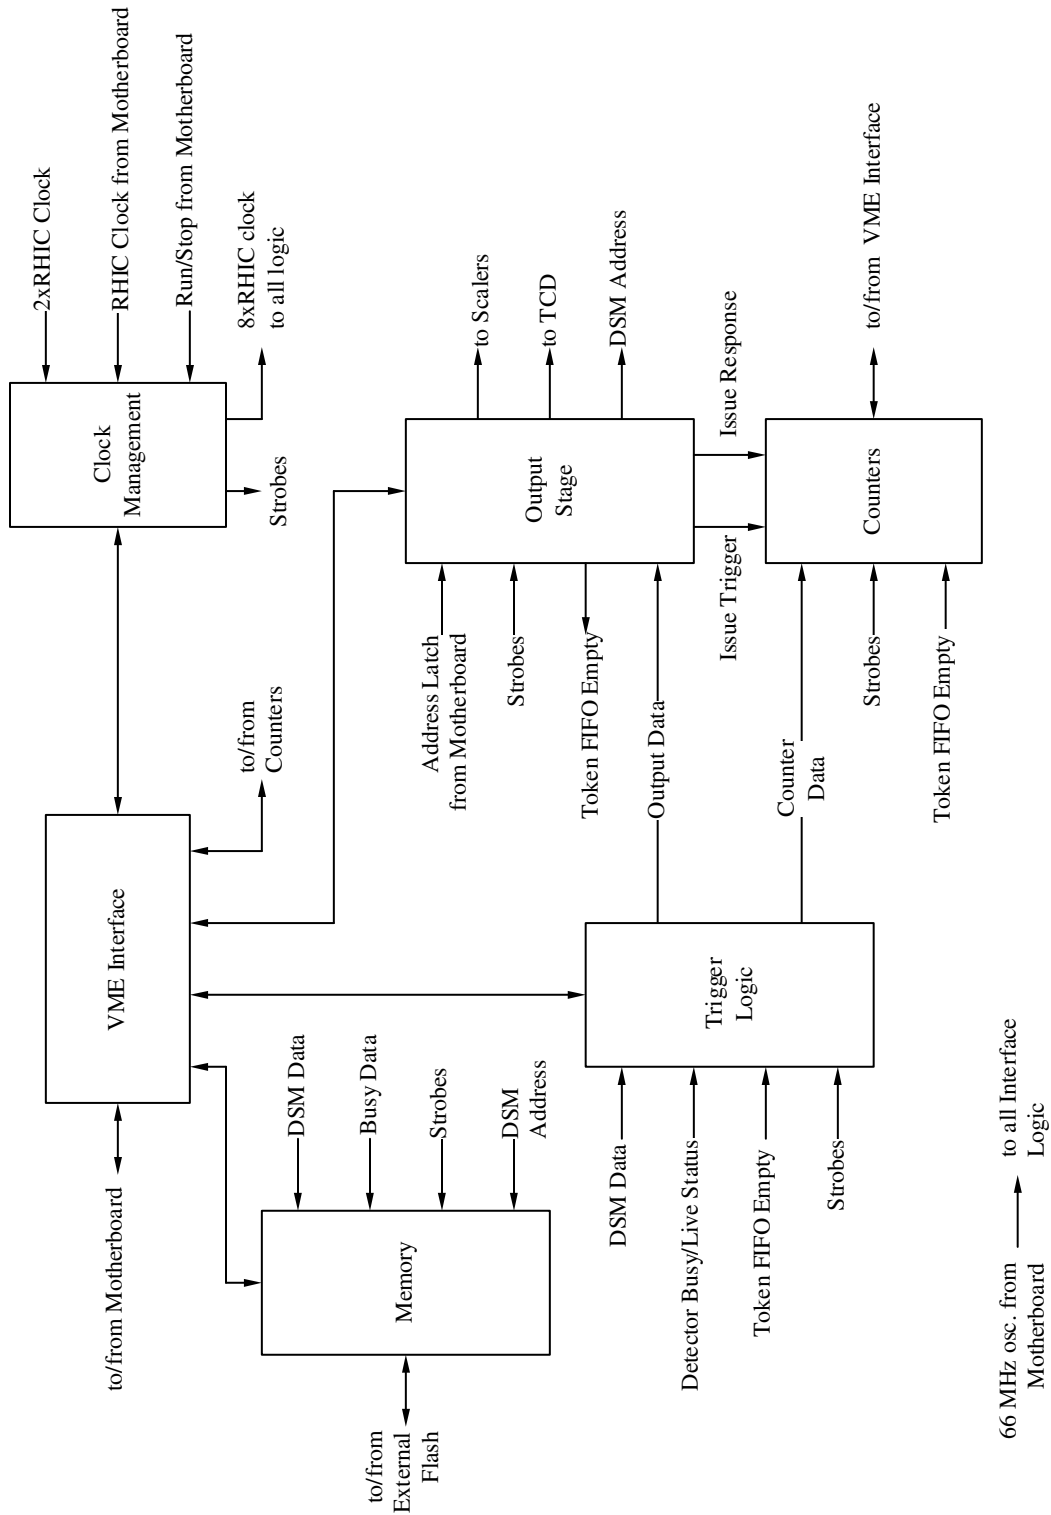 to/from Motherboard
VME Interface
Clock
Management
2xRHIC Clock
RHIC Clock from Motherboard
Run/Stop from Motherboard
8xRHIC clock
to all logic
Strobes
to/from
Counters
to/from
External
Flash
Memory
DSM Data
Busy Data
Strobes
DSM
Address
Address Latch
from Motherboard
Strobes
Token FIFO Empty
Output Data
Output
Stage
to Scalers
to TCD
DSM Address
Issue Trigger
Issue Response
DSM Data
Detector Busy/Live Status
Token FIFO Empty
Strobes
Trigger
Logic
Counter
Data
Strobes
Token FIFO Empty
Counters
to/from VME Interface
66 MHz osc. from
Motherboard
to all Interface
Logic